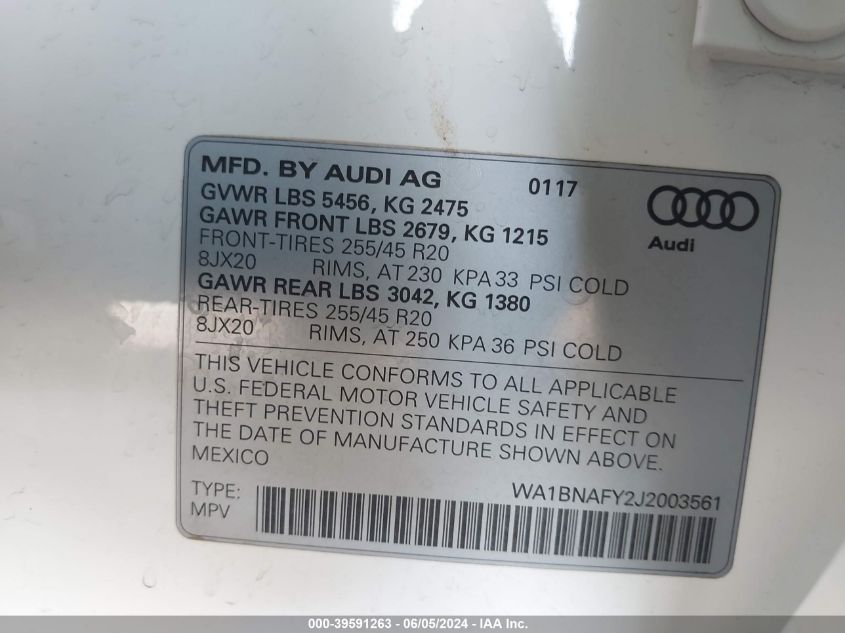 MFD. BY AUDI AG 0117
GVWR LBS 5456, KG 2475
GAWR FRONT LBS 2679, KG 1215
FRONT-TIRES 255/45 R20
8JX20 RIMS, AT 230 KPA 33 PSI COLD
GAWR REAR LBS 3042, KG 1380
REAR-TIRES 255/45 R20
8JX20 RIMS, AT 250 KPA 36 PSI COLD
Audi
THIS VEHICLE CONFORMS TO ALL APPLICABLE
U.S. FEDERAL MOTOR VEHICLE SAFETY AND
THEFT PREVENTION STANDARDS IN EFFECT ON
THE DATE OF MANUFACTURE SHOWN ABOVE.
MEXICO
WA1BNAFY2J2003561
TYPE:
MPV
000-39591263 - 06/05/2024 - IAA Inc.